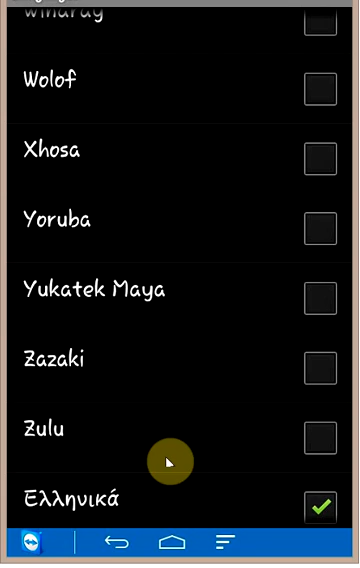 Wolof
Xhosa
Yoruba
Yukatek Maya
Zazaki
Zulu
Ελληνικά